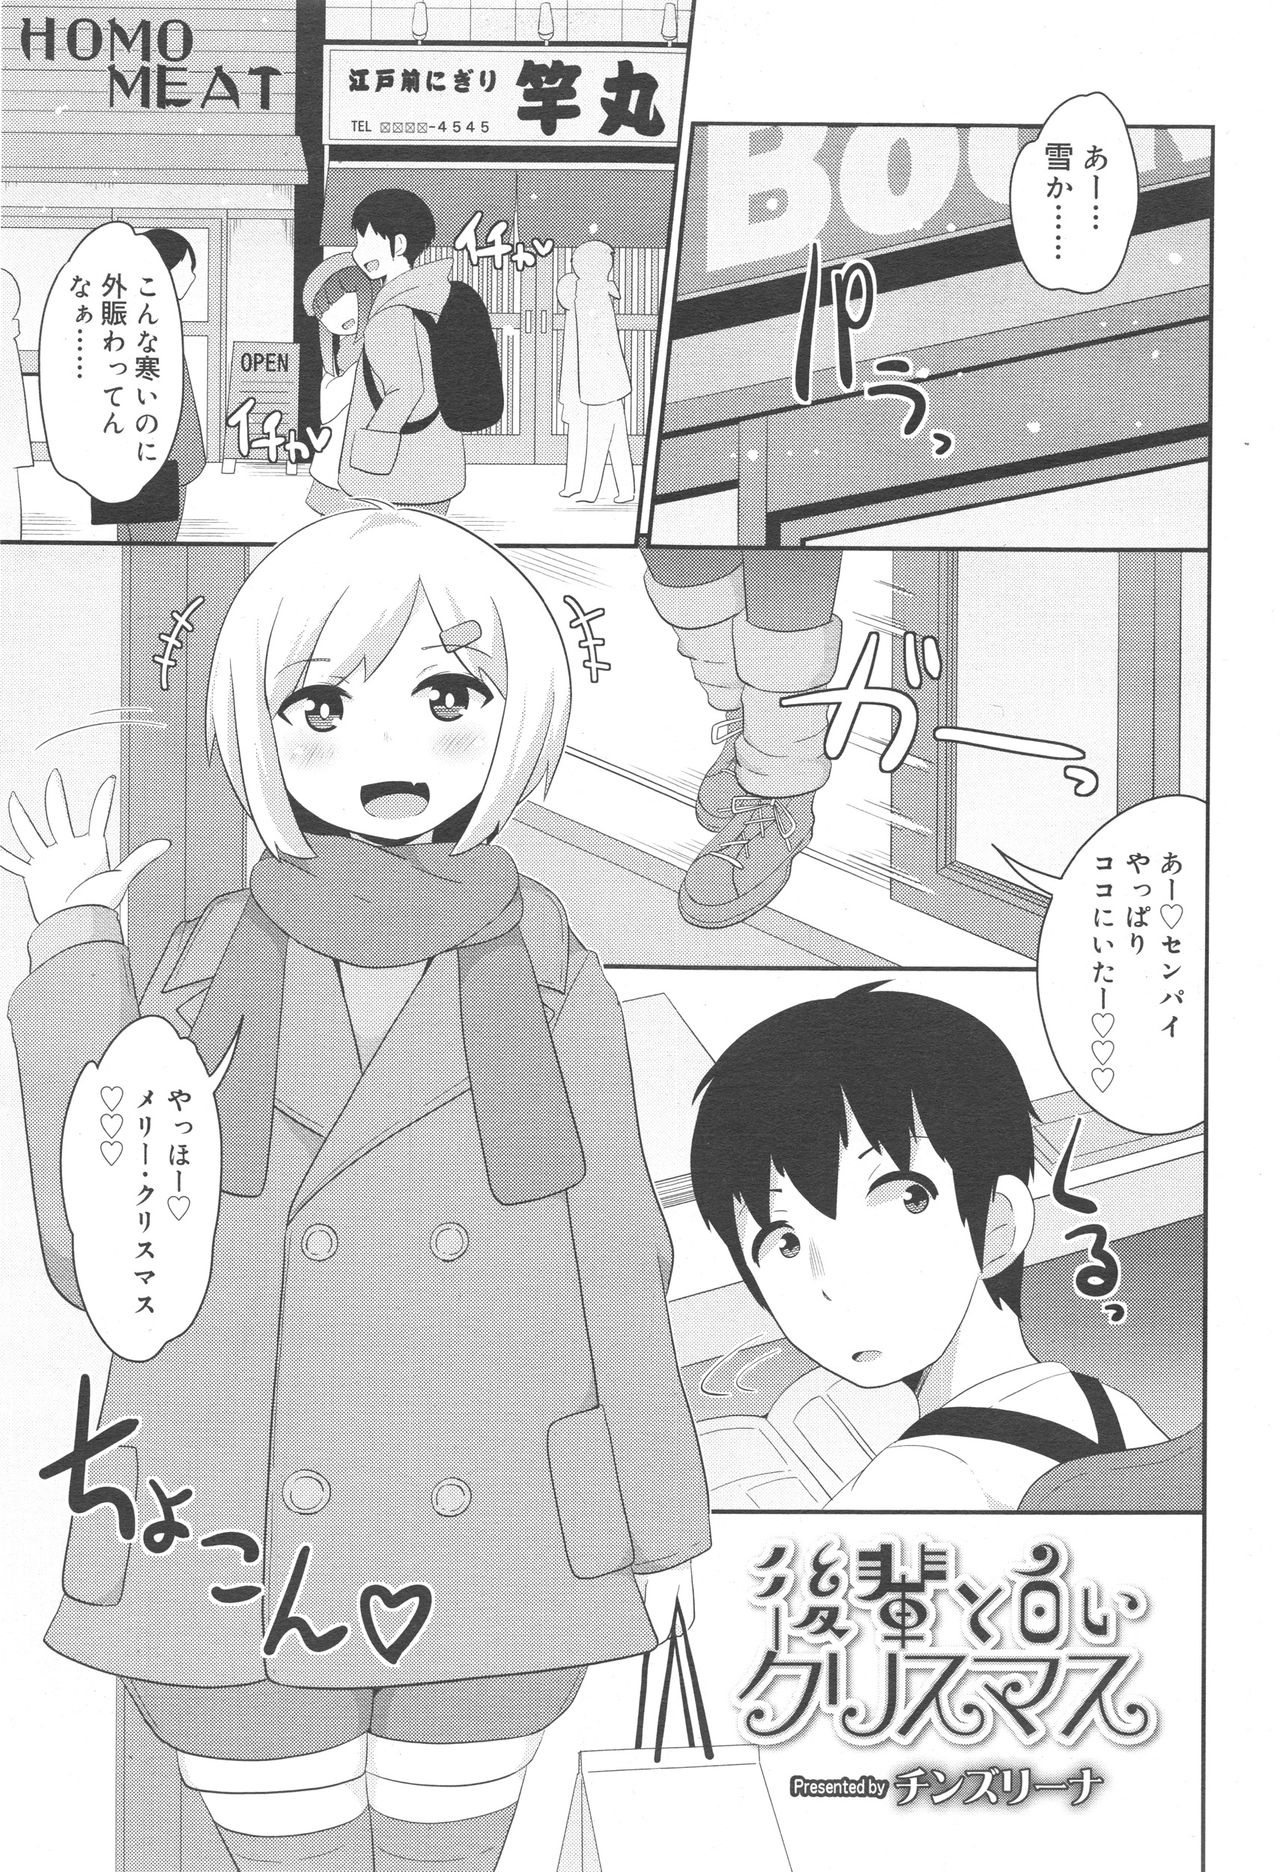 あー…
雪か……
BOOK
パラっ
HOMO
MEAT
江戸前にぎり
竿丸
TEL □□□□-4545
イチャ♥
OPEN
イチャ♥
こんな寒いのに
外賑わってん
なぁ……
ガーっ
あー♡センパイ
やっぱり
ココにいたー♡♡♡
くるっ
やっほー♡
メリー・クリスマス
♡♡♡
ちょこん♡
後輩と白い
クリスマス
Presented by チンズリーナ